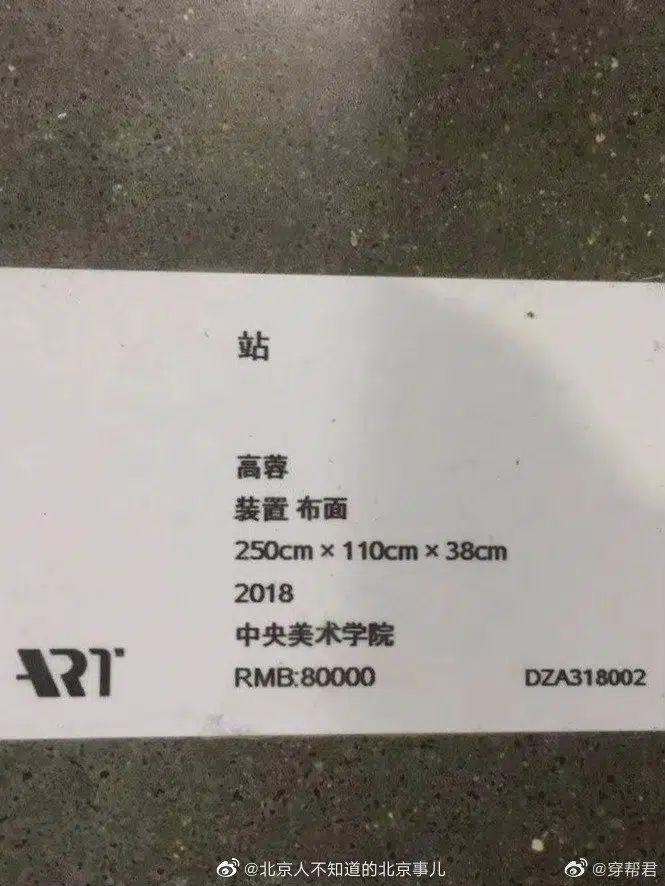 站
高蓉
装置 布面
250cm × 110cm × 38cm
2018
中央美术学院
RMB:80000
DZA318002
ART
@北京人不知道的北京事儿
@穿帮君